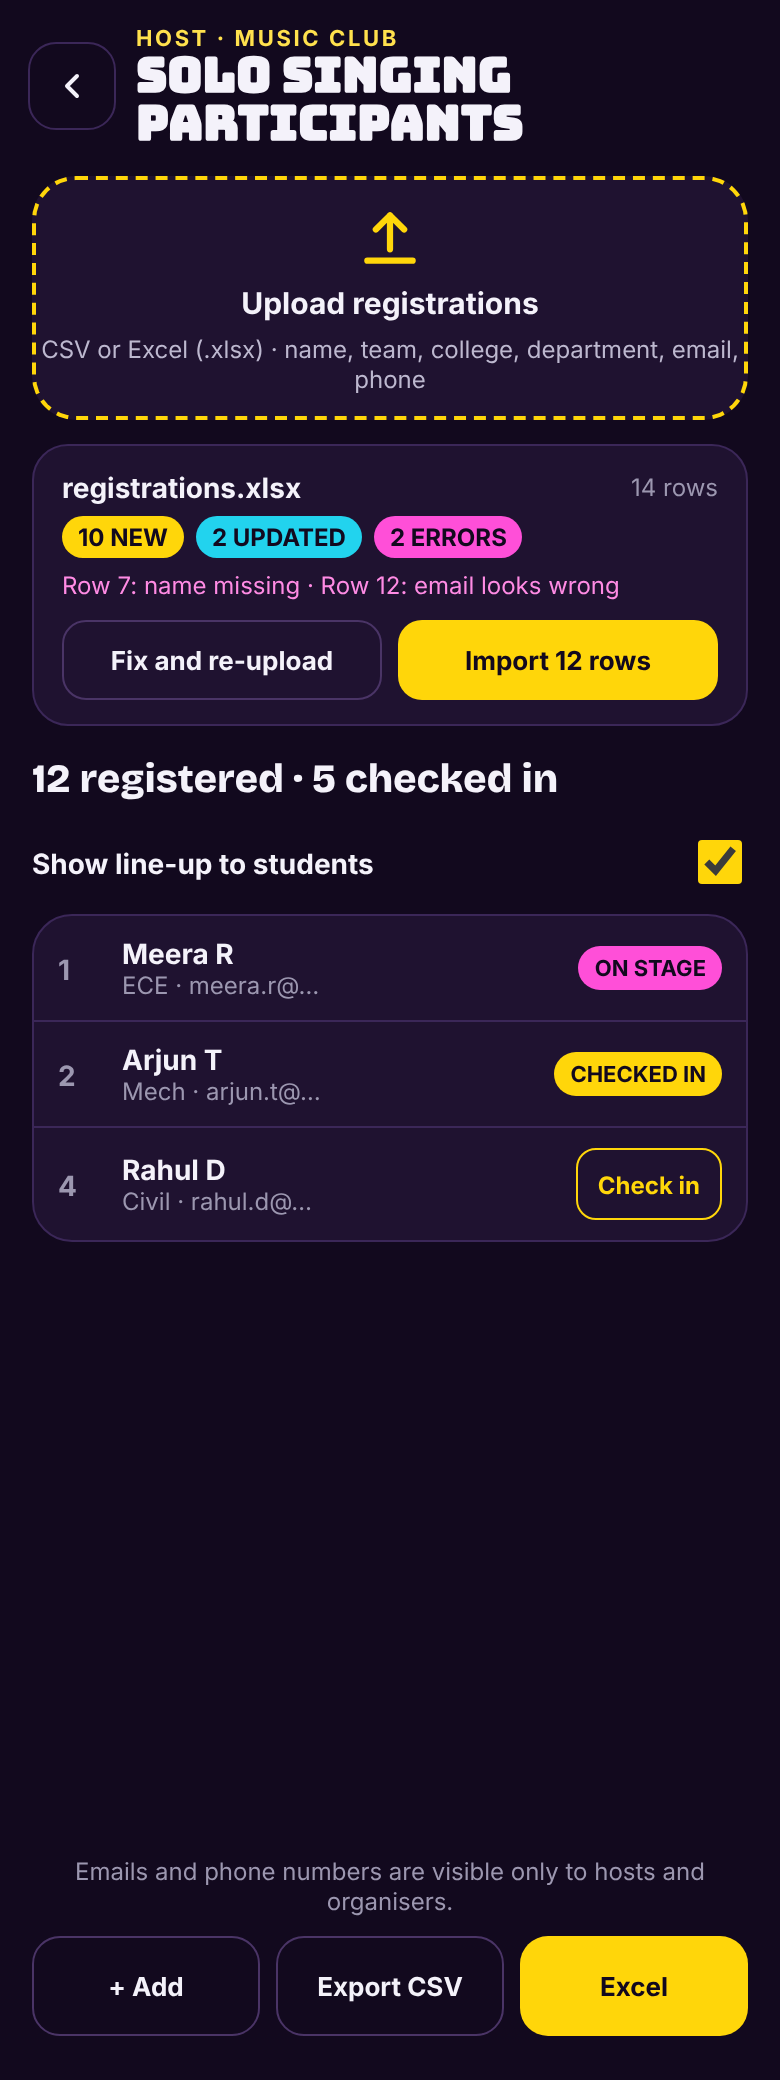 HOST · MUSIC CLUB
SOLO SINGING
PARTICIPANTS
Upload registrations
CSV or Excel (.xlsx) · name, team, college, department, email,
phone
registrations.xlsx
14 rows
10 NEW
2 UPDATED
2 ERRORS
Row 7: name missing · Row 12: email looks wrong
Fix and re-upload
Import 12 rows
12 registered · 5 checked in
Show line-up to students
1
Meera R
ECE · meera.r@...
ON STAGE
2
Arjun T
Mech · arjun.t@...
CHECKED IN
4
Rahul D
Civil · rahul.d@...
Check in
Emails and phone numbers are visible only to hosts and
organisers.
+ Add
Export CSV
Excel